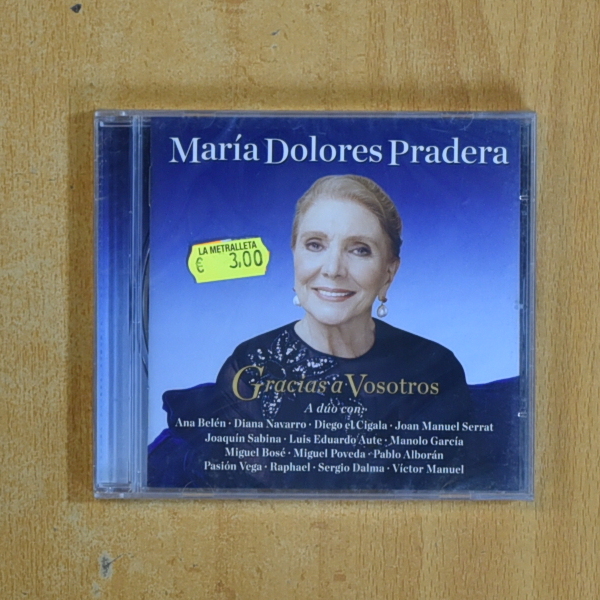 María Dolores Pradera
LA METRALLETA
€ 3,00
Gracias a Vosotros
A dúo con:
Ana Belén · Diana Navarro · Diego el Cigala · Joan Manuel Serrat
Joaquín Sabina · Luis Eduardo Aute · Manolo García
Miguel Bosé · Miguel Poveda · Pablo Alborán
Pasión Vega · Raphael · Sergio Dalma · Víctor Manuel